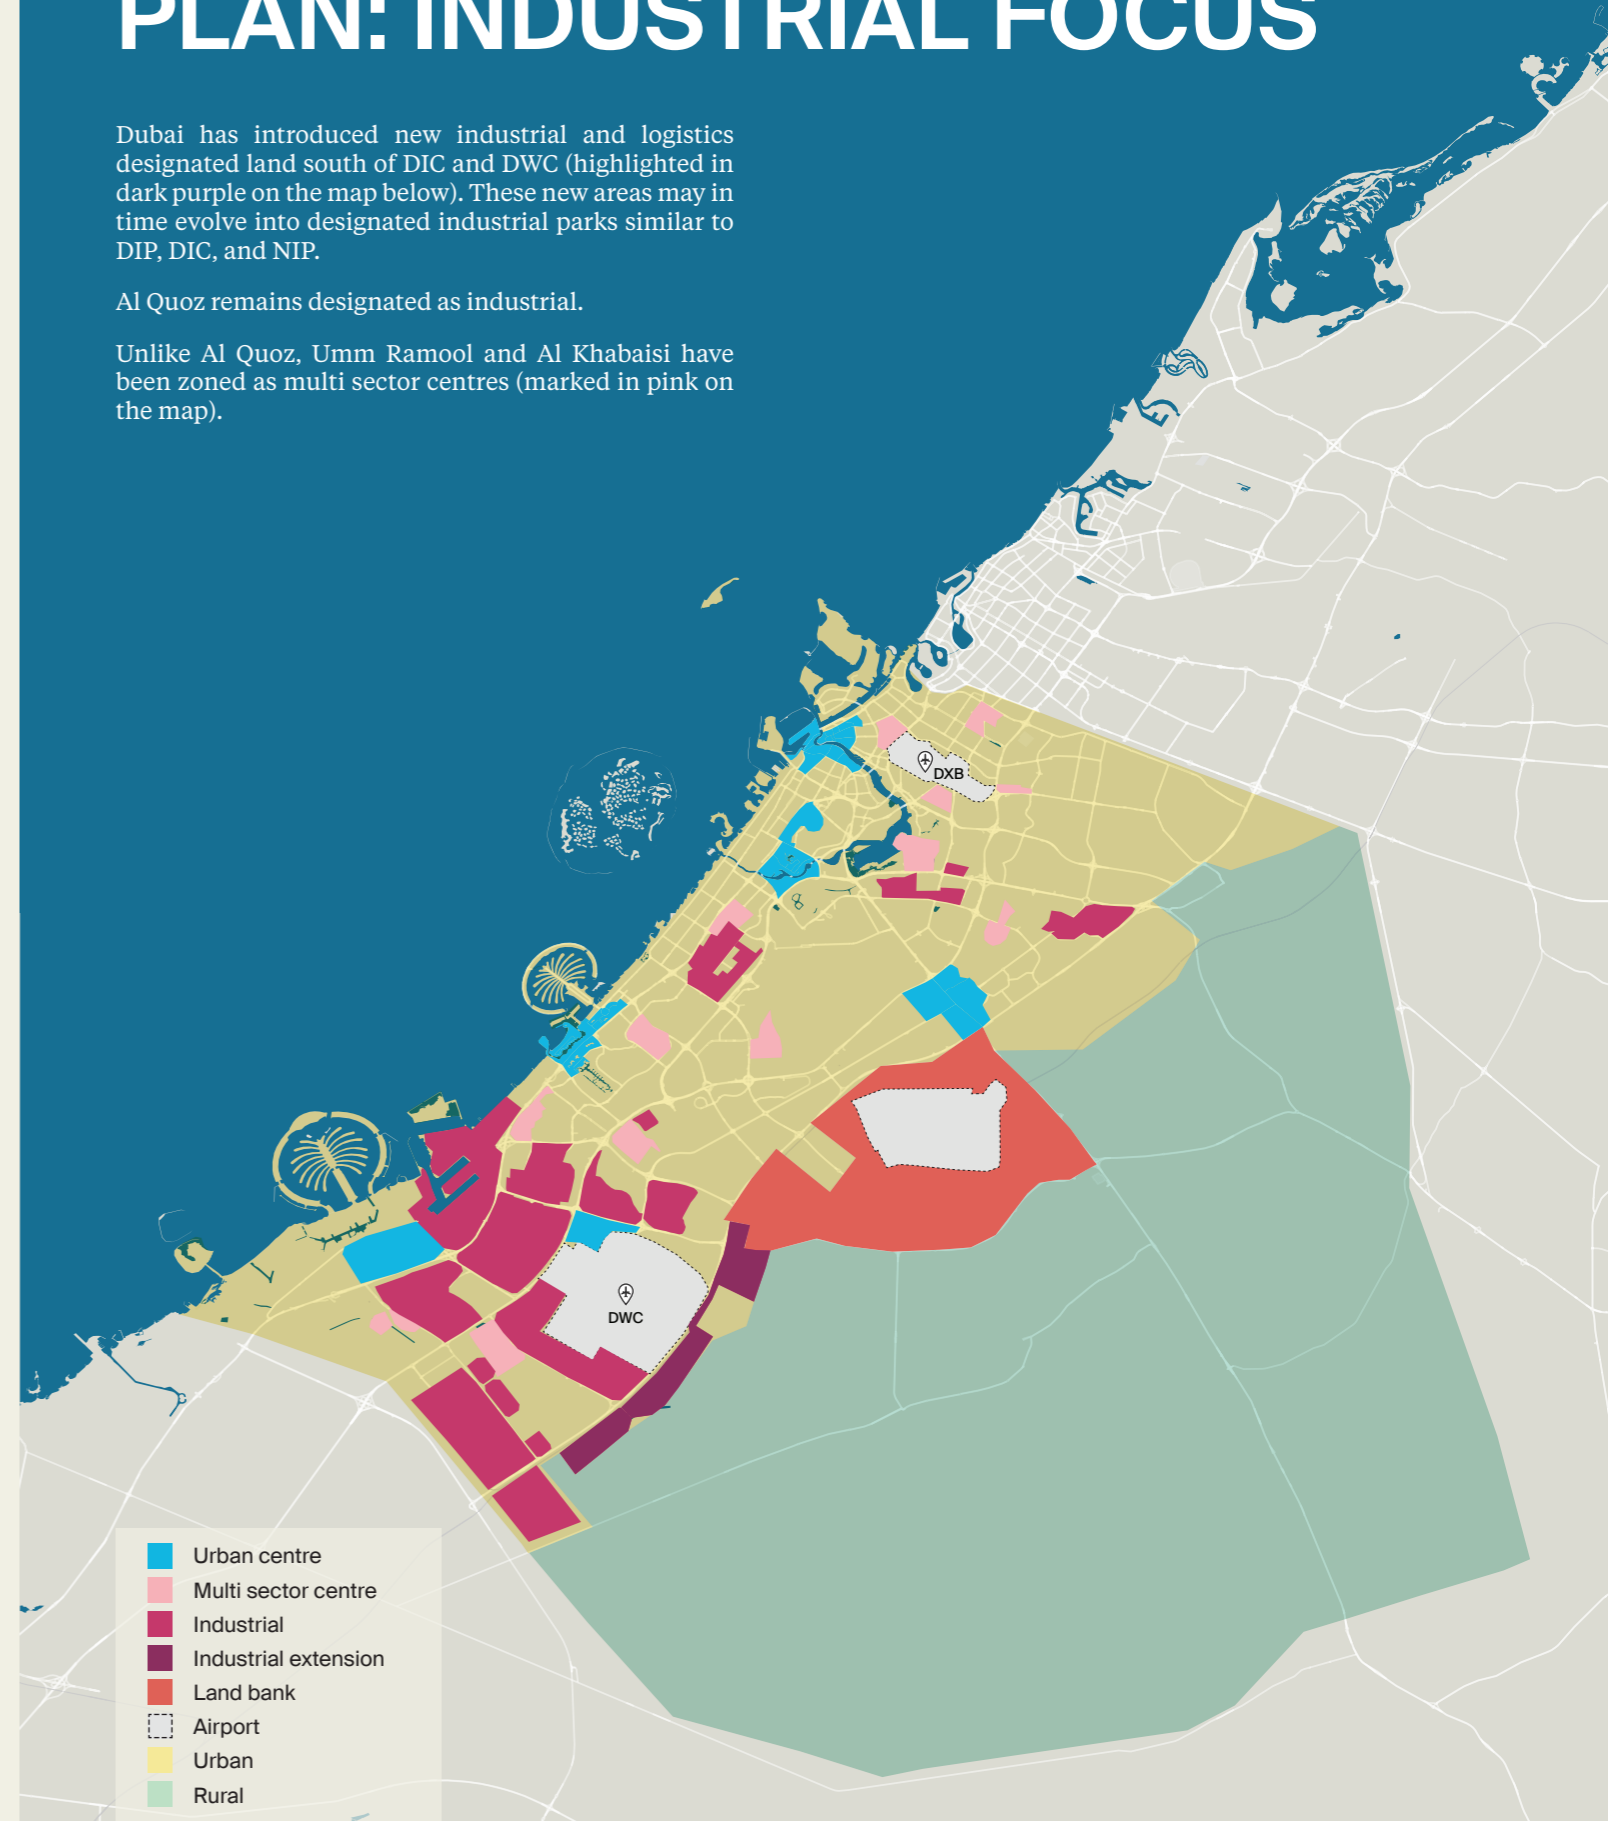 PLAN: INDUSTRIAL FOCUS
Dubai has introduced new industrial and logistics
designated land south of DIC and DWC (highlighted in
dark purple on the map below). These new areas may in
time evolve into designated industrial parks similar to
DIP, DIC, and NIP.
Al Quoz remains designated as industrial.
Unlike Al Quoz, Umm Ramool and Al Khabaisi have
been zoned as multi sector centres (marked in pink on
the map).
DXB
DWC
Urban centre
Multi sector centre
Industrial
Industrial extension
Land bank
Airport
Urban
Rural